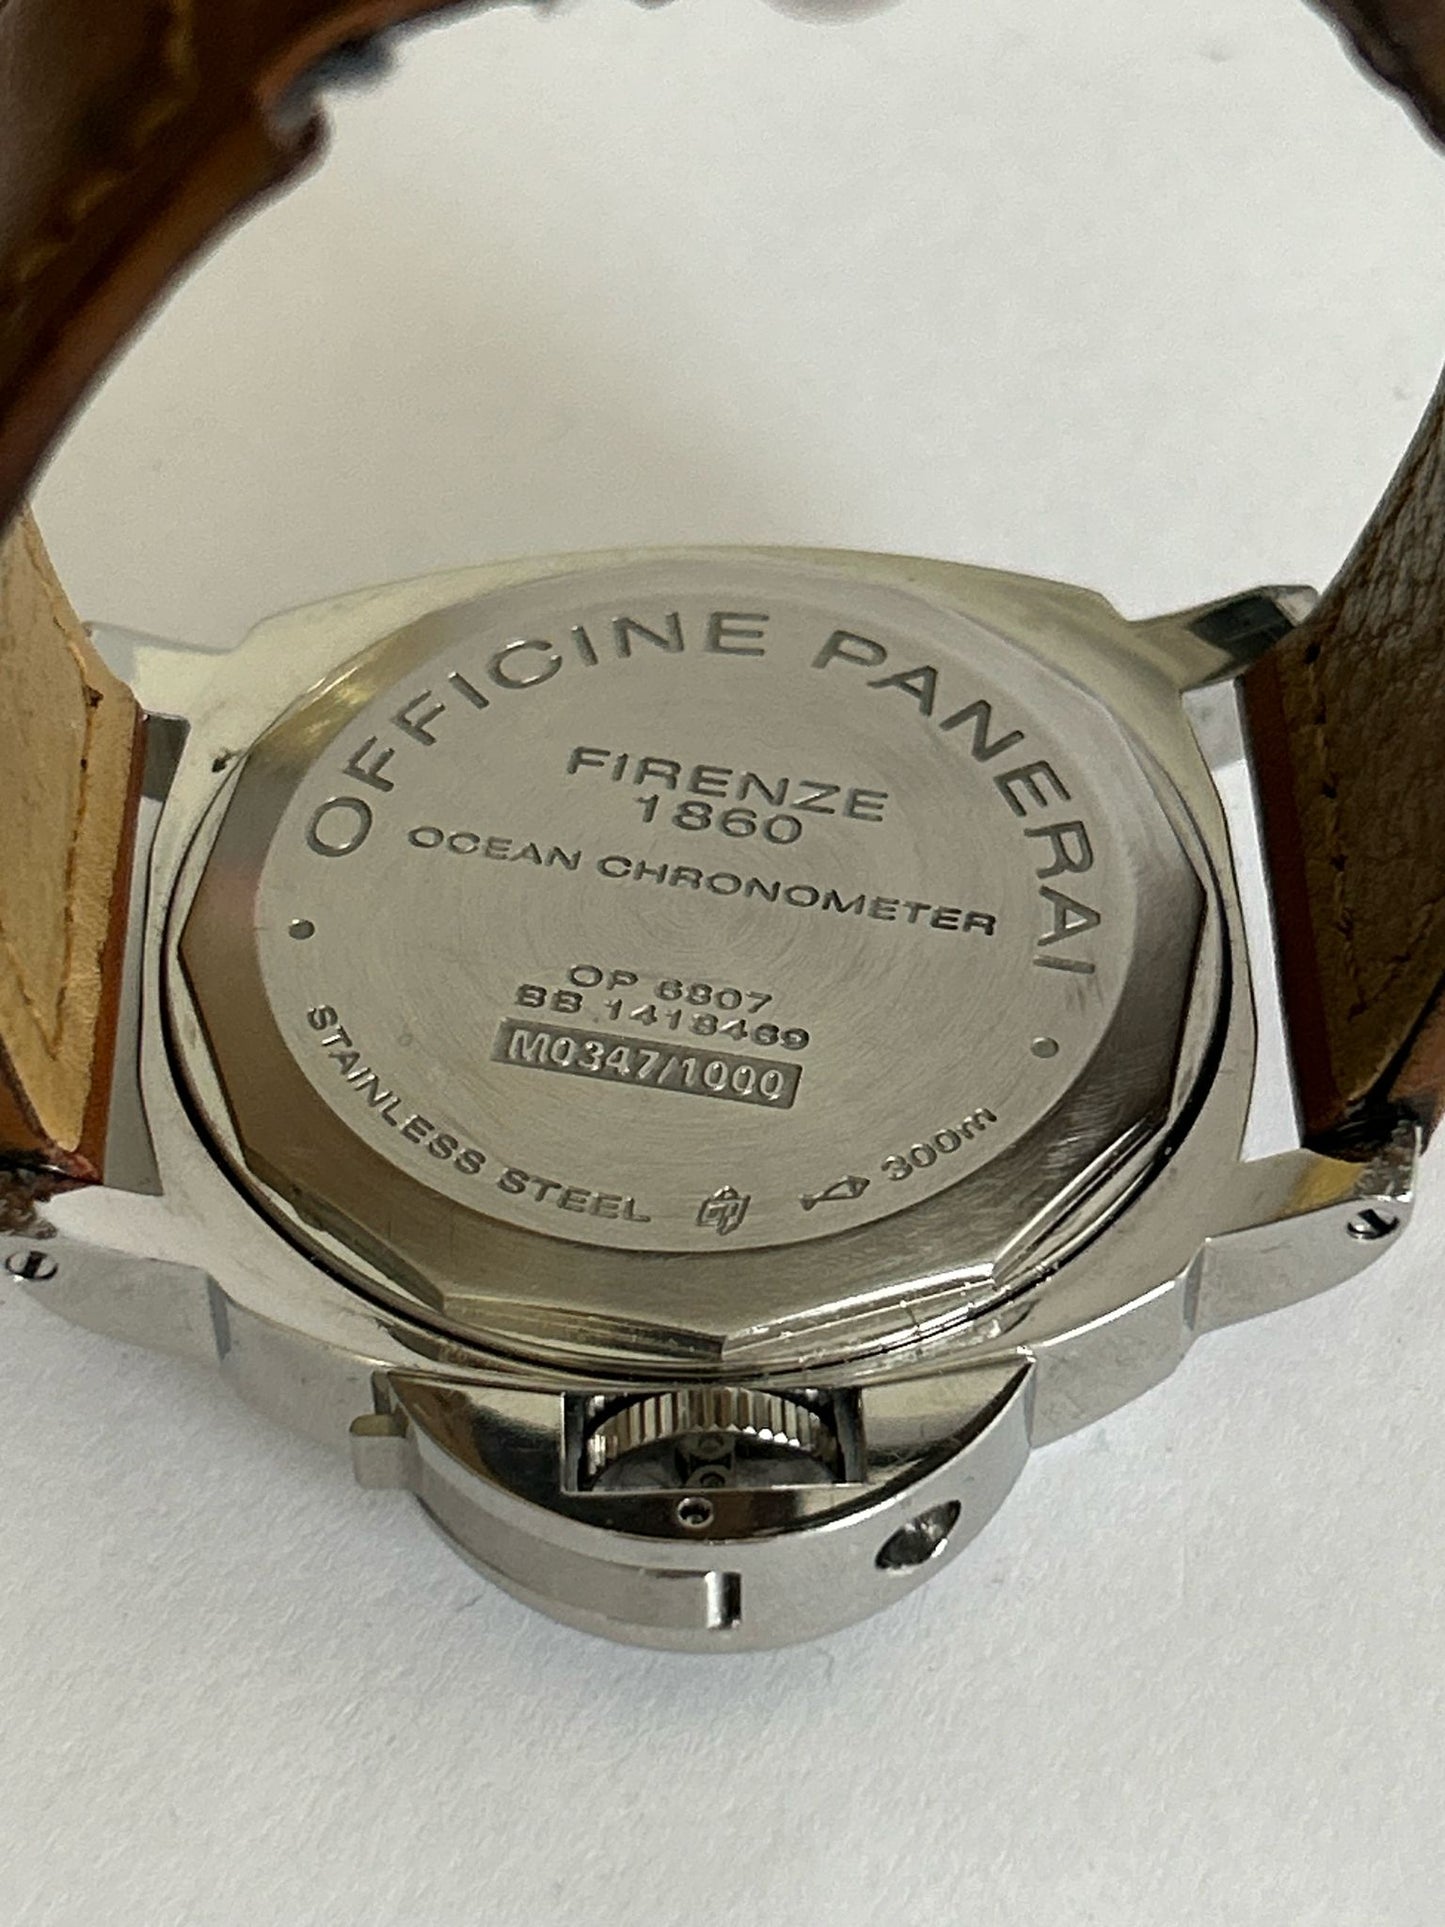 OFFICINE PANERAI
FIRENZE
1860
OCEAN CHRONOMETER
OP 6807
BB 1418469
M0347/1000
STAINLESS STEEL
300m